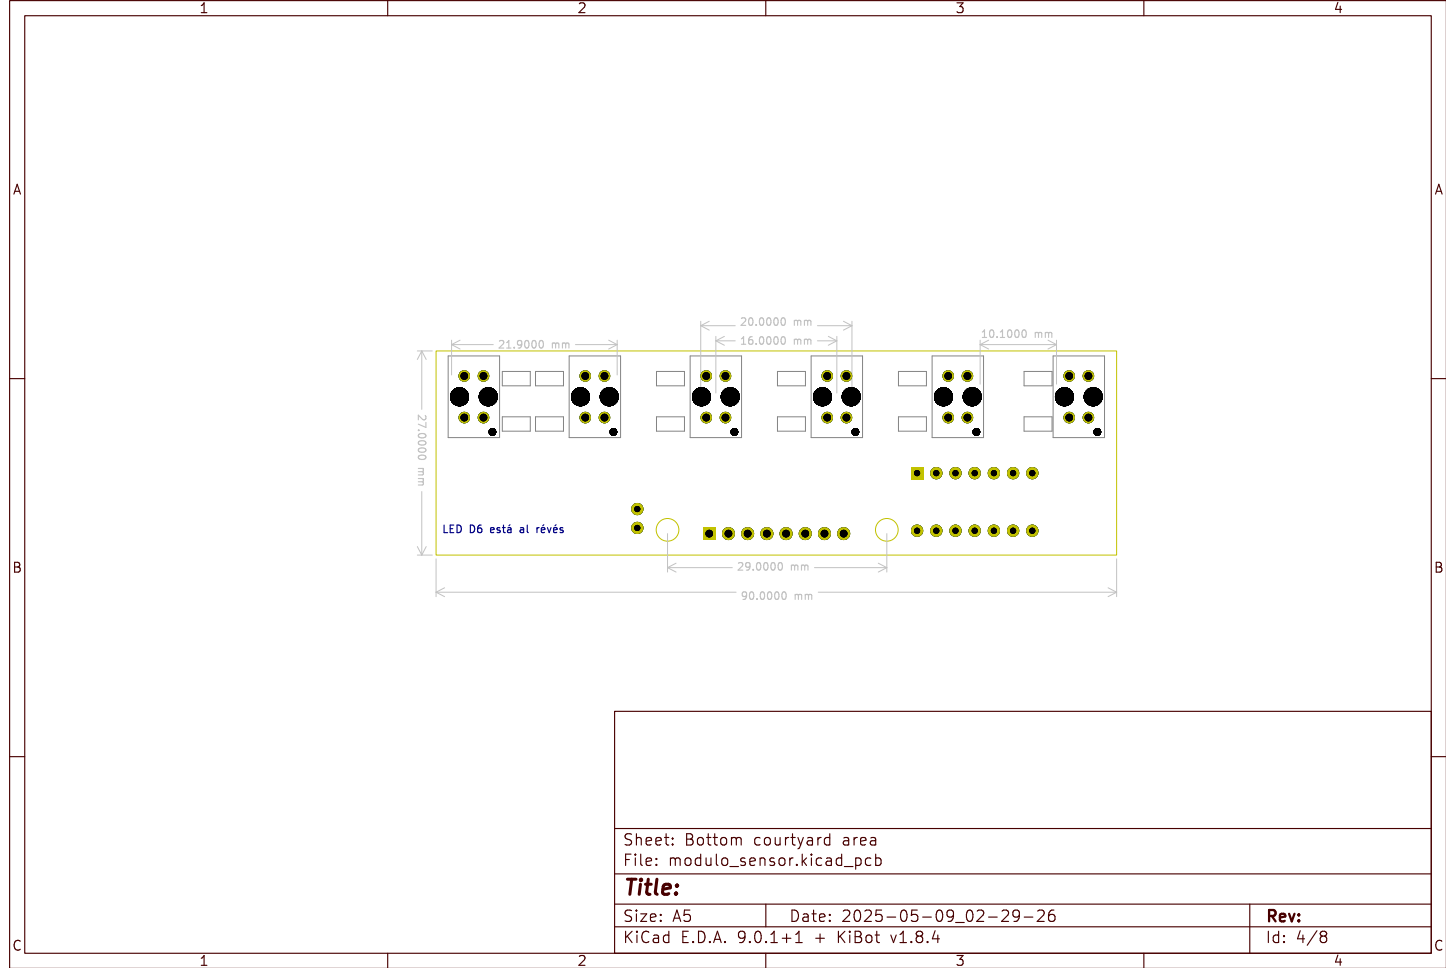 1 2 3 4
A A
20.0000 mm
10.1000 mm
16.0000 mm
21.9000 mm
27.0000 mm
LED D6 está al révés
B B
29.0000 mm
90.0000 mm
Sheet: Bottom courtyard area
File: modulo_sensor.kicad_pcb
Title:
Size: A5 Date: 2025-05-09_02-29-26 Rev:
KiCad E.D.A. 9.0.1+1 + KiBot v1.8.4 Id: 4/8
C C
1 2 3 4